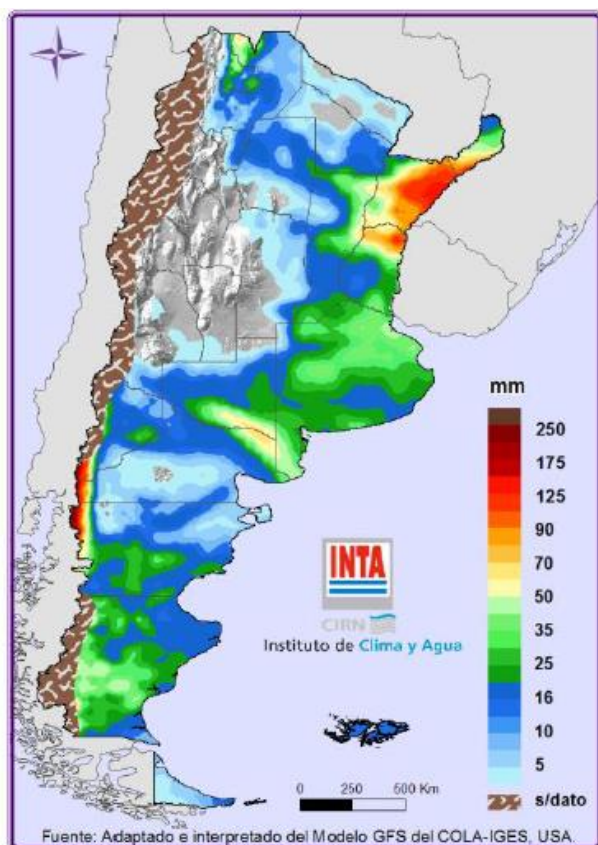 mm
250
175
125
90
70
50
35
25
16
10
5
s/dato
INTA
CIRN
Instituto de Clima y Agua
0 250 500 Km
Fuente: Adaptado e interpretado del Modelo GFS del COLA-IGES, USA.